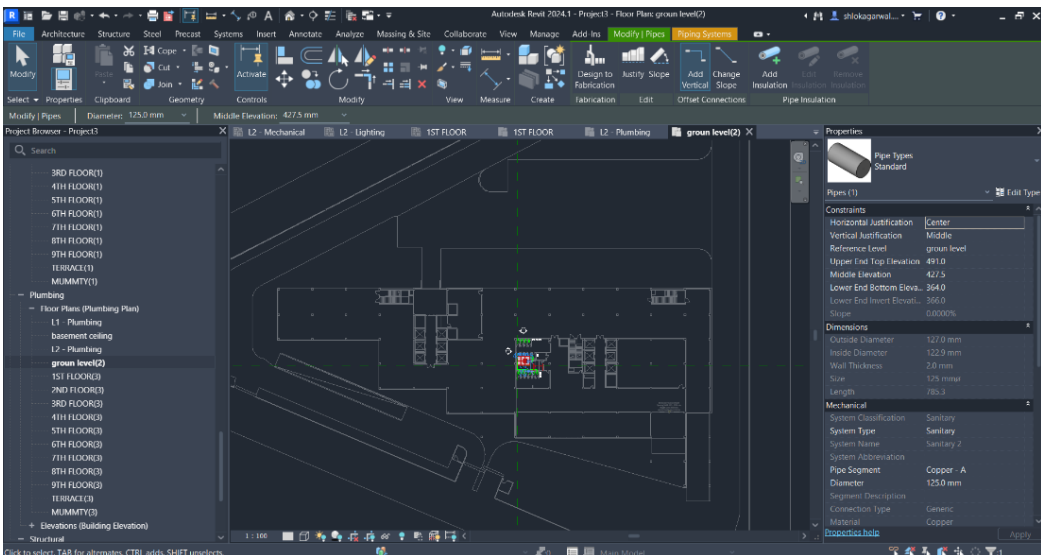 Autodesk Revit 2024.1 - Project3 - Floor Plan: groun level(2)
shlokagarwal...
File Architecture Structure Steel Precast Systems Insert Annotate Analyze Massing & Site Collaborate View Manage Add-Ins Modify | Pipes Piping Systems
Modify
Paste
Cope
Cut
Join
Activate
Design to Fabrication
Justify
Slope
Add Vertical
Change Slope
Add Insulation
Edit Insulation
Remove Insulation
Select Properties Clipboard Geometry Controls Modify View Measure Create Fabrication Edit Offset Connections Pipe Insulation
Modify | Pipes Diameter: 125.0 mm Middle Elevation: 427.5 mm
Project Browser - Project3
L2 - Mechanical L2 - Lighting 1ST FLOOR 1ST FLOOR L2 - Plumbing groun level(2)
Search
3RD FLOOR(1)
4TH FLOOR(1)
5TH FLOOR(1)
6TH FLOOR(1)
7TH FLOOR(1)
8TH FLOOR(1)
9TH FLOOR(1)
TERRACE(1)
MUMMTY(1)
Plumbing
Floor Plans (Plumbing Plan)
L1 - Plumbing
basement ceiling
L2 - Plumbing
groun level(2)
1ST FLOOR(3)
2ND FLOOR(3)
3RD FLOOR(3)
4TH FLOOR(3)
5TH FLOOR(3)
6TH FLOOR(3)
7TH FLOOR(3)
8TH FLOOR(3)
9TH FLOOR(3)
TERRACE(3)
MUMMTY(3)
Elevations (Building Elevation)
Structural
1 : 100
Properties
Pipe Types
Standard
Pipes (1) Edit Type
Constraints
Horizontal Justification Center
Vertical Justification Middle
Reference Level groun level
Upper End Top Elevation 491.0
Middle Elevation 427.5
Lower End Bottom Eleva... 364.0
Lower End Invert Elevati... 366.0
Slope 0.0000%
Dimensions
Outside Diameter 127.0 mm
Inside Diameter 122.9 mm
Wall Thickness 2.0 mm
Size 125 mmø
Length 785.3
Mechanical
System Classification Sanitary
System Type Sanitary
System Name Sanitary 2
System Abbreviation
Pipe Segment Copper - A
Diameter 125.0 mm
Segment Description
Connection Type Generic
Material Copper
Properties help Apply
Click to select, TAB for alternates, CTRL adds, SHIFT unselects.
Main Model